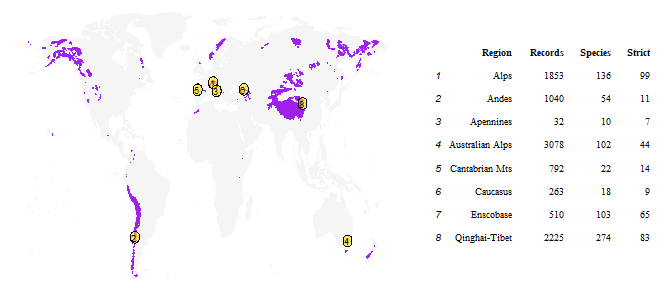 Region Records Species Strict
1 Alps 1853 136 99
2 Andes 1040 54 11
3 Apennines 32 10 7
4 Australian Alps 3078 102 44
5 Cantabrian Mts 792 22 14
6 Caucasus 263 18 9
7 Enscobase 510 103 65
8 Qinghai-Tibet 2225 274 83
2
4